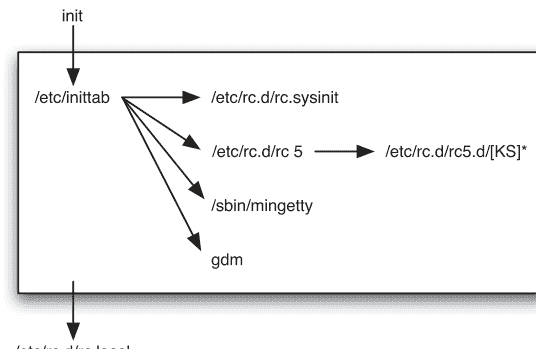 init
/etc/inittab
/etc/rc.d/rc.sysinit
/etc/rc.d/rc 5
/etc/rc.d/rc5.d/[KS]*
/sbin/mingetty
gdm